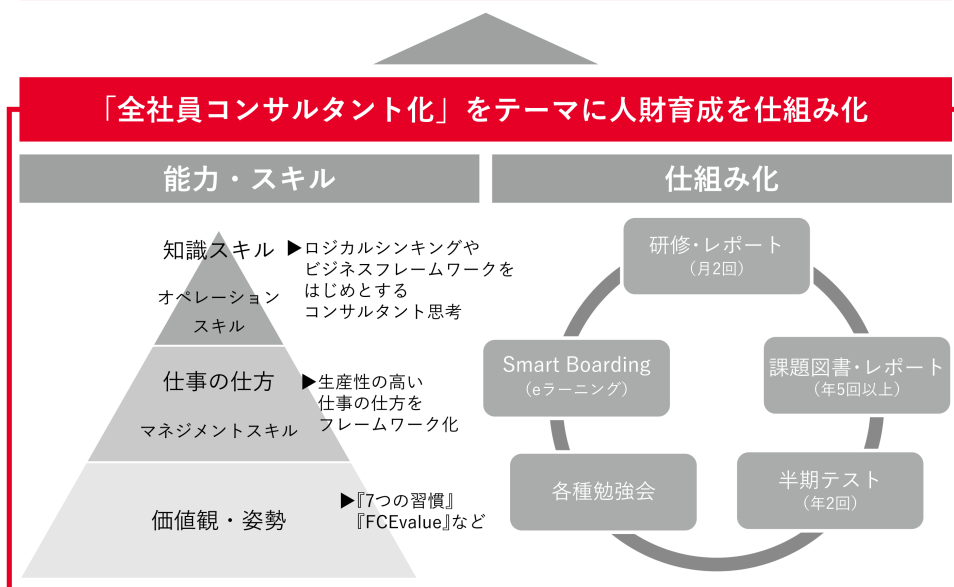 「全社員コンサルタント化」をテーマに人財育成を仕組み化
能力・スキル
知識スキル
オペレーション
スキル
▶ロジカルシンキングや
ビジネスフレームワークを
はじめとする
コンサルタント思考
仕事の仕方
マネジメントスキル
▶生産性の高い
仕事の仕方を
フレームワーク化
価値観・姿勢
▶『7つの習慣』
『FCEvalue』など
仕組み化
研修・レポート
(月2回)
Smart Boarding
(eラーニング)
課題図書・レポート
(年5回以上)
各種勉強会
半期テスト
(年2回)